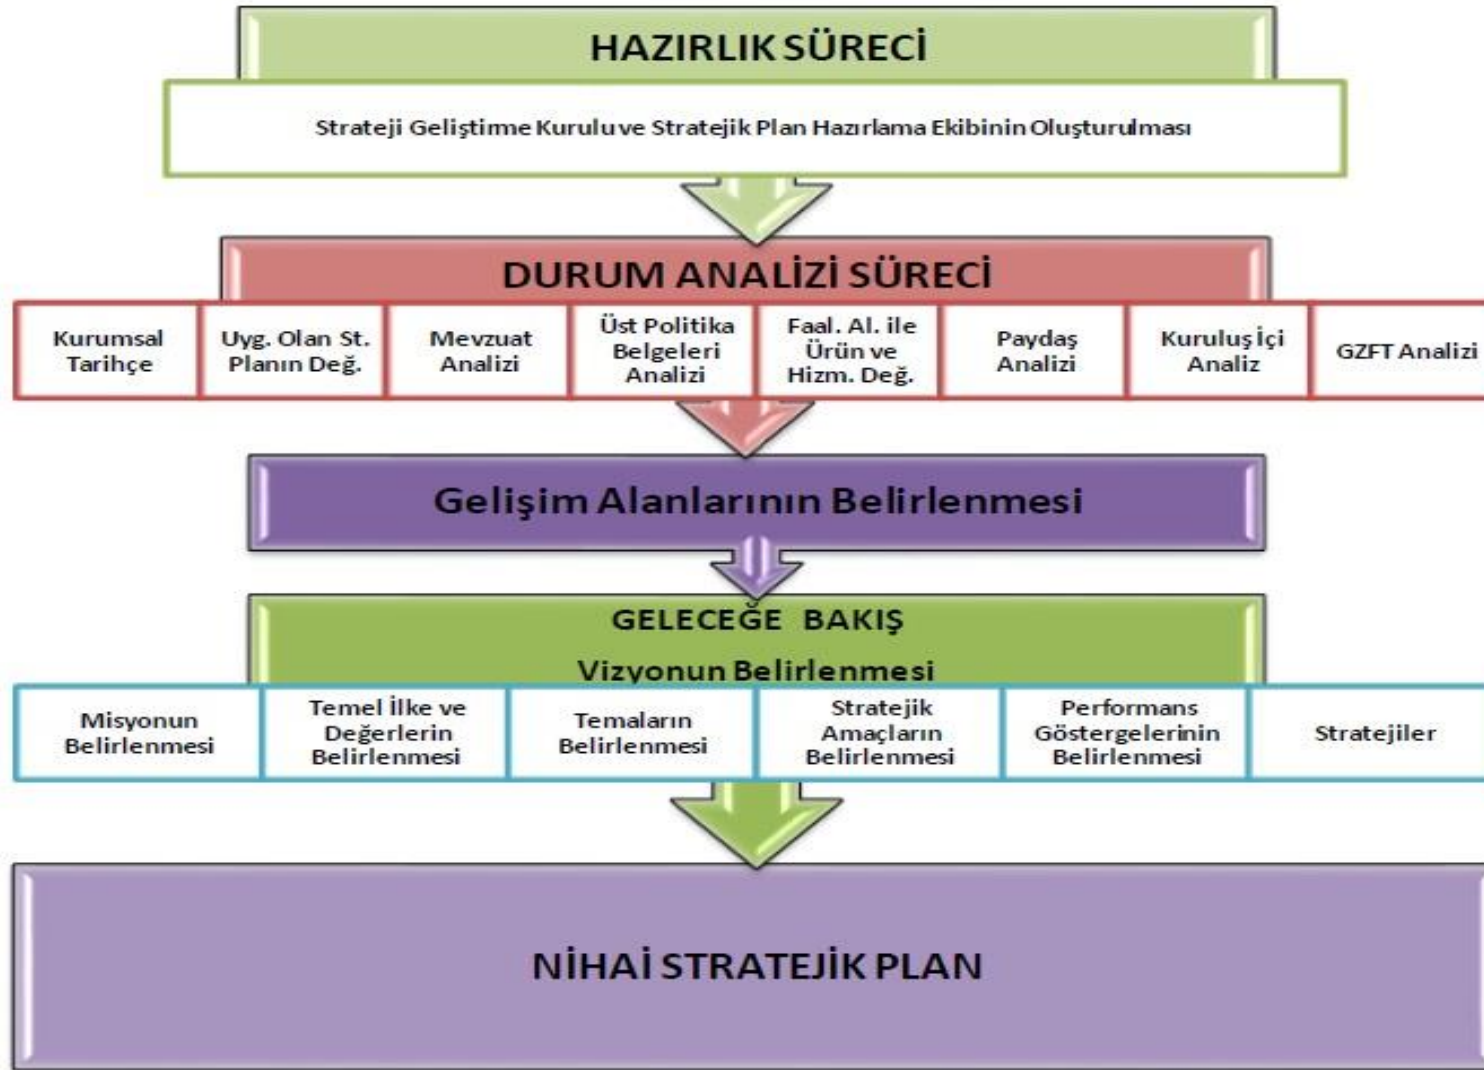 HAZIRLIK SÜRECİ
Strateji Geliştirme Kurulu ve Stratejik Plan Hazırlama Ekibinin Oluşturulması
DURUM ANALİZİ SÜRECİ
Kurumsal
Tarihçe
Uyg. Olan St.
Planın Değ.
Mevzuat
Analizi
Üst Politika
Belgeleri
Analizi
Faal. Al. ile
Ürün ve
Hizm. Değ.
Paydaş
Analizi
Kuruluş İçi
Analiz
GZFT Analizi
Gelişim Alanlarının Belirlenmesi
GELECEĞE BAKIŞ
Vizyonun Belirlenmesi
Misyonun
Belirlenmesi
Temel İlke ve
Değerlerin
Belirlenmesi
Temaların
Belirlenmesi
Stratejik
Amaçların
Belirlenmesi
Performans
Göstergelerinin
Belirlenmesi
Stratejiler
NİHAİ STRATEJİK PLAN